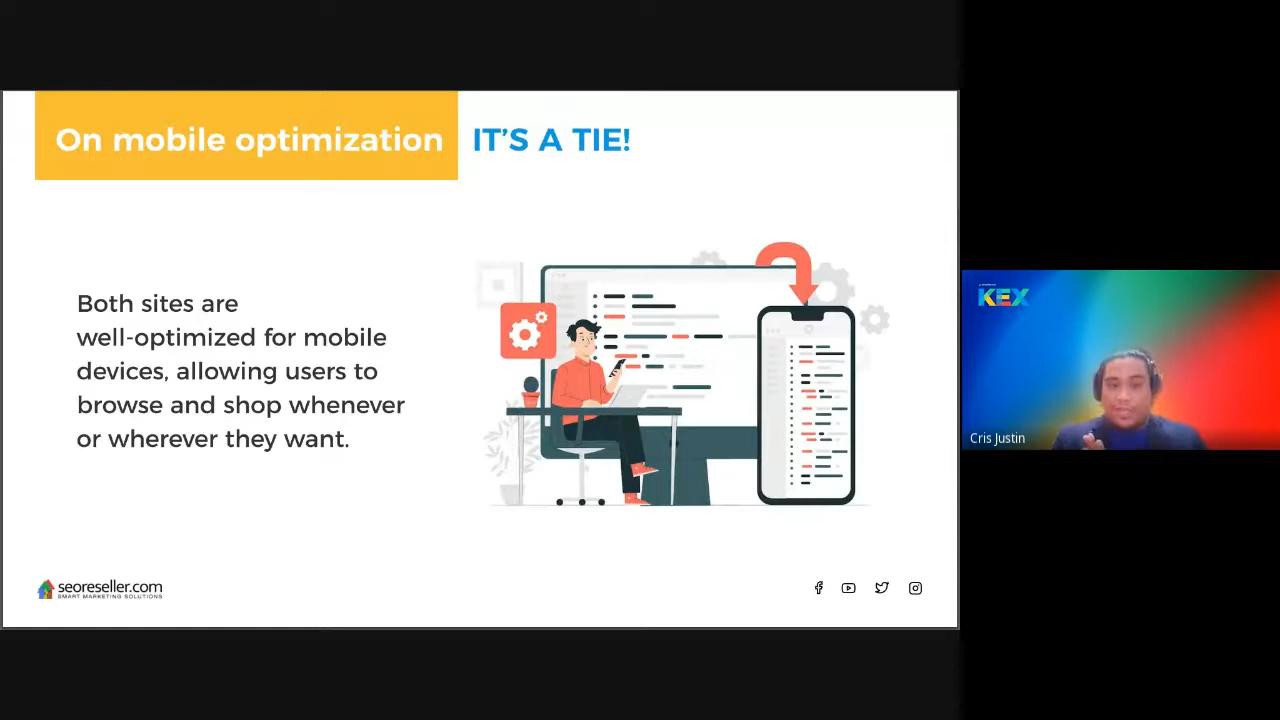 On mobile optimization
IT'S A TIE!
Both sites are
well-optimized for mobile
devices, allowing users to
browse and shop whenever
or wherever they want.
seoreseller.com
SMART MARKETING SOLUTIONS
KEX
Cris Justin